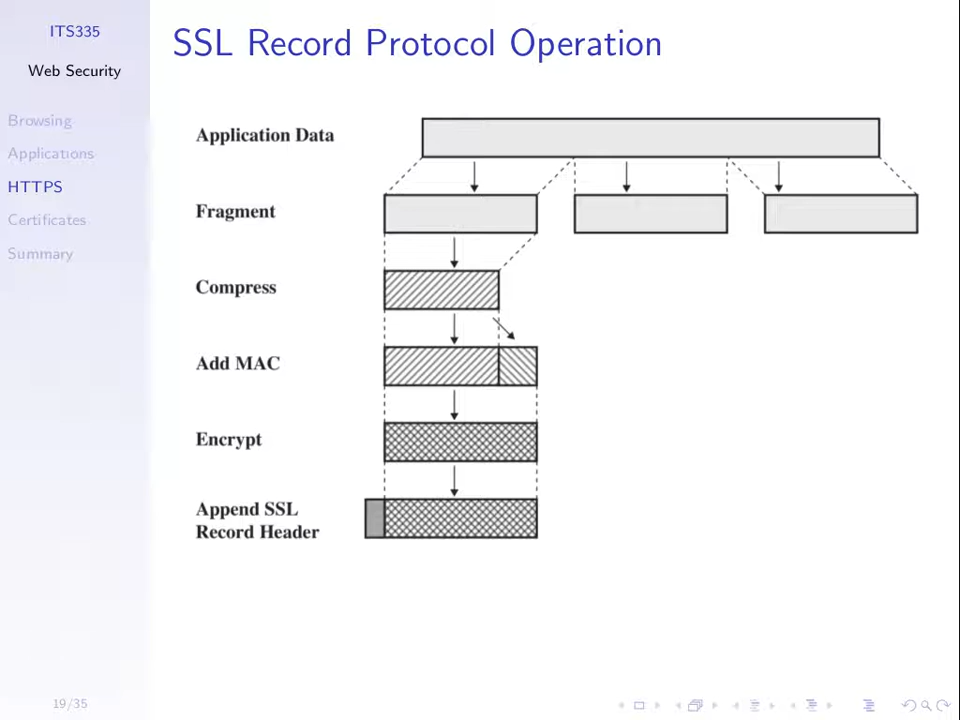 ITS335
Web Security
Browsing
Applications
HTTPS
Certificates
Summary
SSL Record Protocol Operation
Application Data
Fragment
Compress
Add MAC
Encrypt
Append SSL
Record Header
19/35